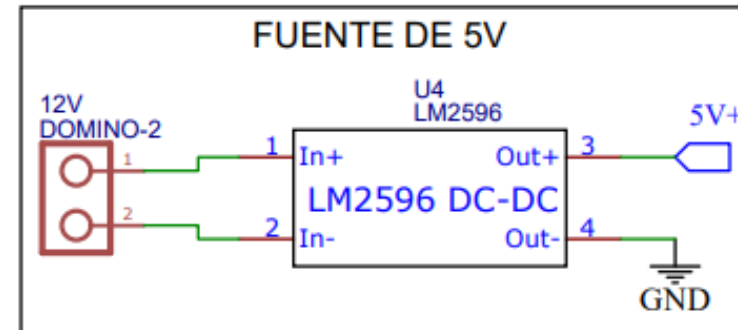 FUENTE DE 5V
12V
DOMINO-2
U4
LM2596
5V+
1
1
In+
Out+
3
LM2596 DC-DC
2
2
In-
Out-
4
GND